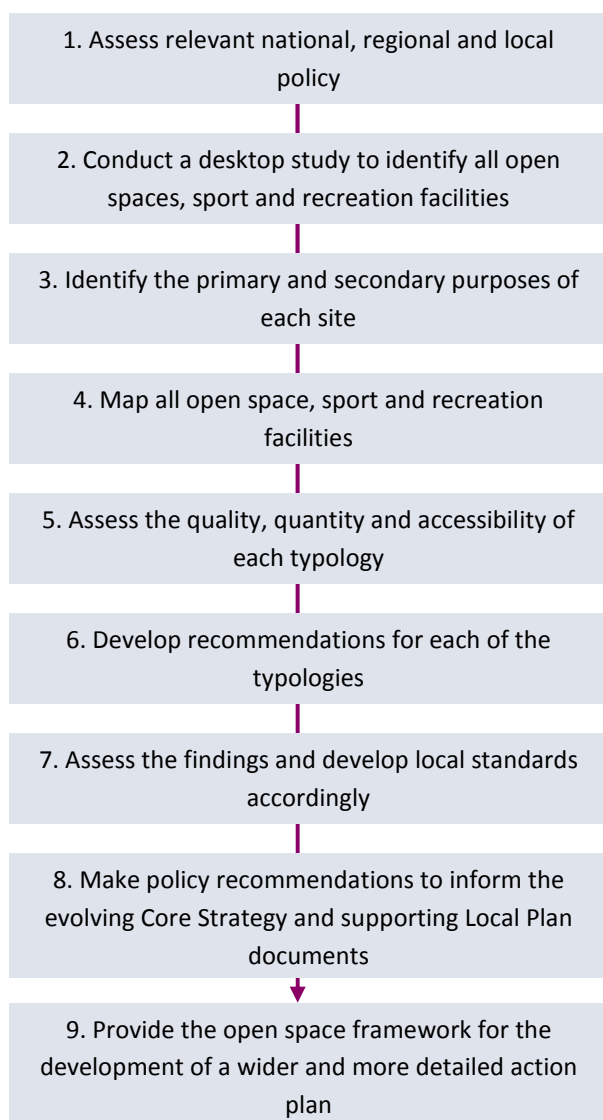 1. Assess relevant national, regional and local
policy
2. Conduct a desktop study to identify all open
spaces, sport and recreation facilities
3. Identify the primary and secondary purposes of
each site
4. Map all open space, sport and recreation
facilities
5. Assess the quality, quantity and accessibility of
each typology
6. Develop recommendations for each of the
typologies
7. Assess the findings and develop local standards
accordingly
8. Make policy recommendations to inform the
evolving Core Strategy and supporting Local Plan
documents
9. Provide the open space framework for the
development of a wider and more detailed action
plan